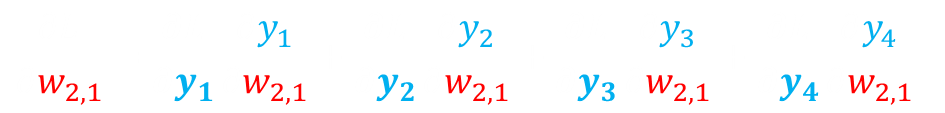 y₁ y₂ y₃ y₄
w₂,₁ y₁ w₂,₁ y₂ w₂,₁ y₃ w₂,₁ y₄ w₂,₁